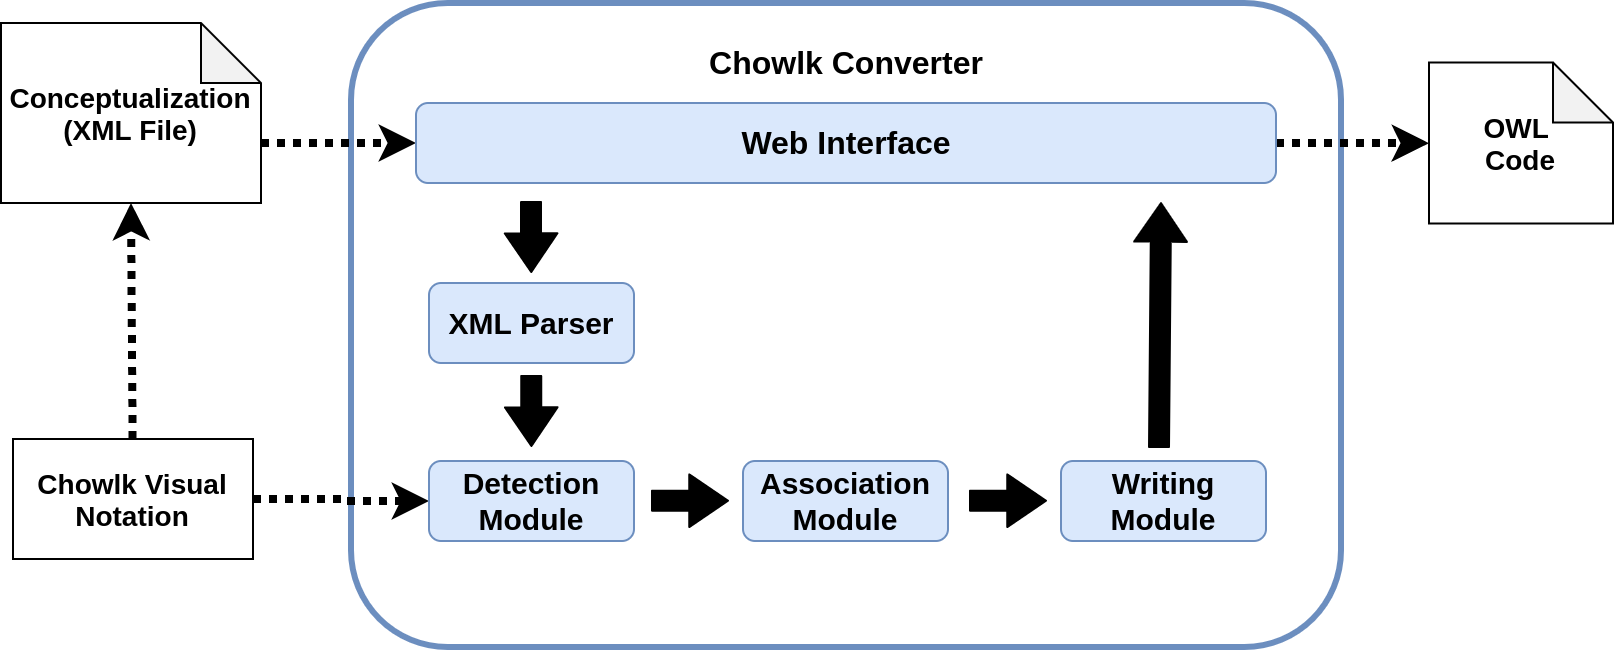 Chowlk Converter
Conceptualization
(XML File)
Web Interface
OWL
Code
XML Parser
Chowlk Visual
Notation
Detection
Module
Association
Module
Writing
Module